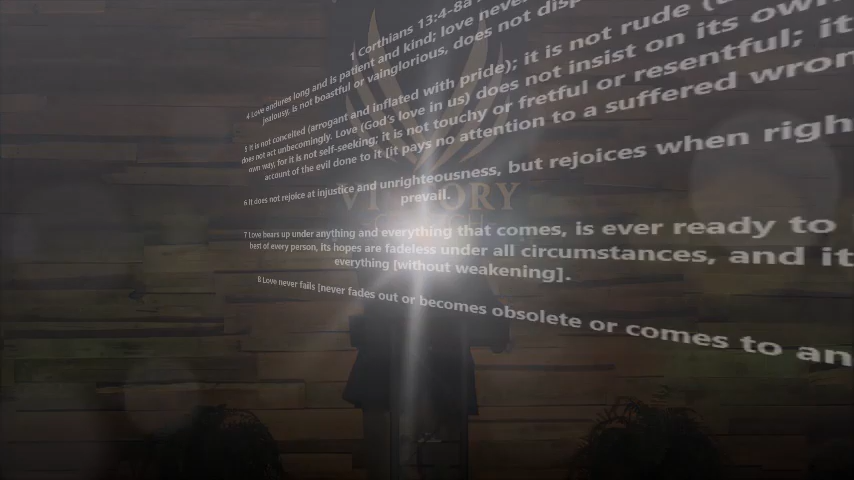 1 Corthians 13:4-8a
4 Love endures long and is patient and kind; love never
jealousy, is not boastful or vainglorious, does not
5 It is not conceited (arrogant and inflated with pride); it is not rude
does not act unbecomingly. Love (God's love in us) does not insist on its own
own way, for it is not self-seeking; it is not touchy or fretful or resentful; it
account of the evil done to it [it pays no attention to a suffered wron
6 It does not rejoice at injustice and unrighteousness, but rejoices when righ
prevail.
VICTORY
CHURCH
7 Love bears up under anything and everything that comes, is ever ready to
best of every person, its hopes are fadeless under all circumstances, and it
everything [without weakening].
8 Love never fails [never fades out or becomes obsolete or comes to an